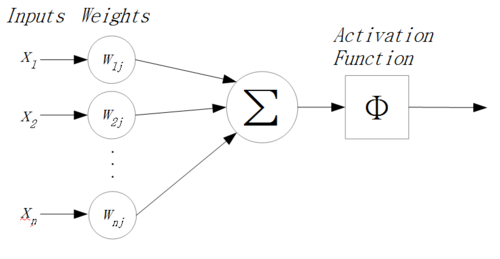 Inputs Weights
Activation
Function
X1
W1j
X2
W2j
Σ
Φ
Xn
Wnj